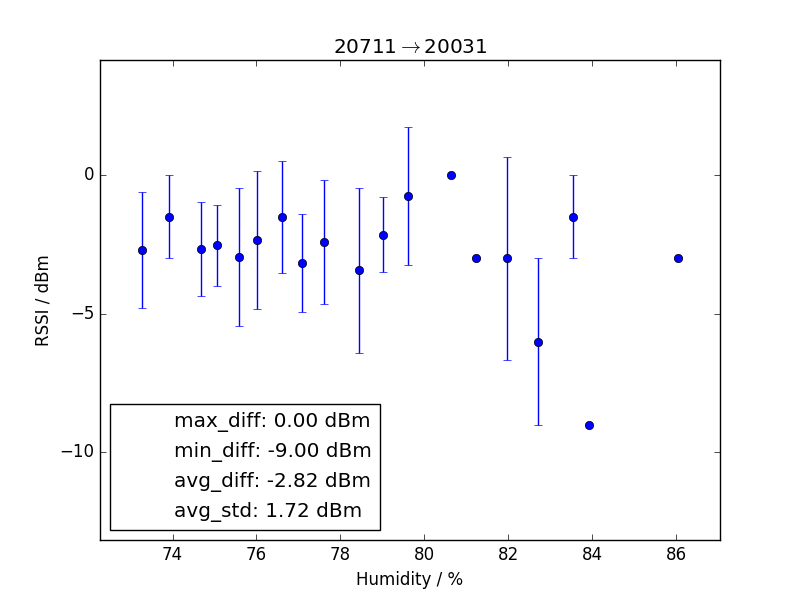 20711→20031
RSSI / dBm
0
−5
−10
max_diff: 0.00 dBm
min_diff: -9.00 dBm
avg_diff: -2.82 dBm
avg_std: 1.72 dBm
74 76 78 80 82 84 86
Humidity / %